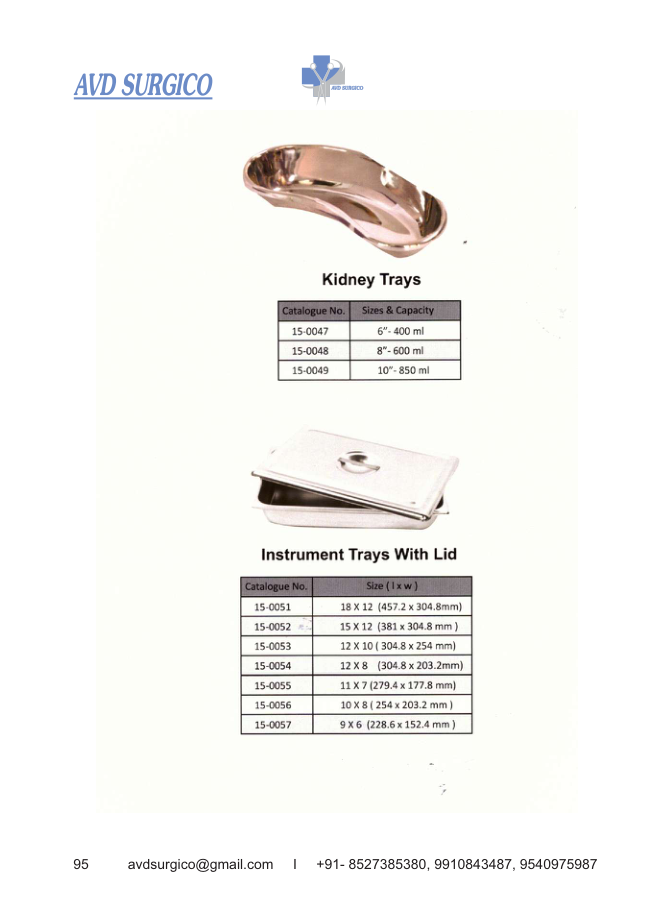 AVD SURGICO
AVD SURGICO
Kidney Trays
Catalogue No. Sizes & Capacity
15-0047 6”- 400 ml
15-0048 8”- 600 ml
15-0049 10”- 850 ml
Instrument Trays With Lid
Catalogue No. Size ( l x w )
15-0051 18 X 12 (457.2 x 304.8mm)
15-0052 15 X 12 (381 x 304.8 mm )
15-0053 12 X 10 ( 304.8 x 254 mm)
15-0054 12 X 8 (304.8 x 203.2mm)
15-0055 11 X 7 (279.4 x 177.8 mm)
15-0056 10 X 8 ( 254 x 203.2 mm )
15-0057 9 X 6 (228.6 x 152.4 mm )
95 avdsurgico@gmail.com I +91- 8527385380, 9910843487, 9540975987